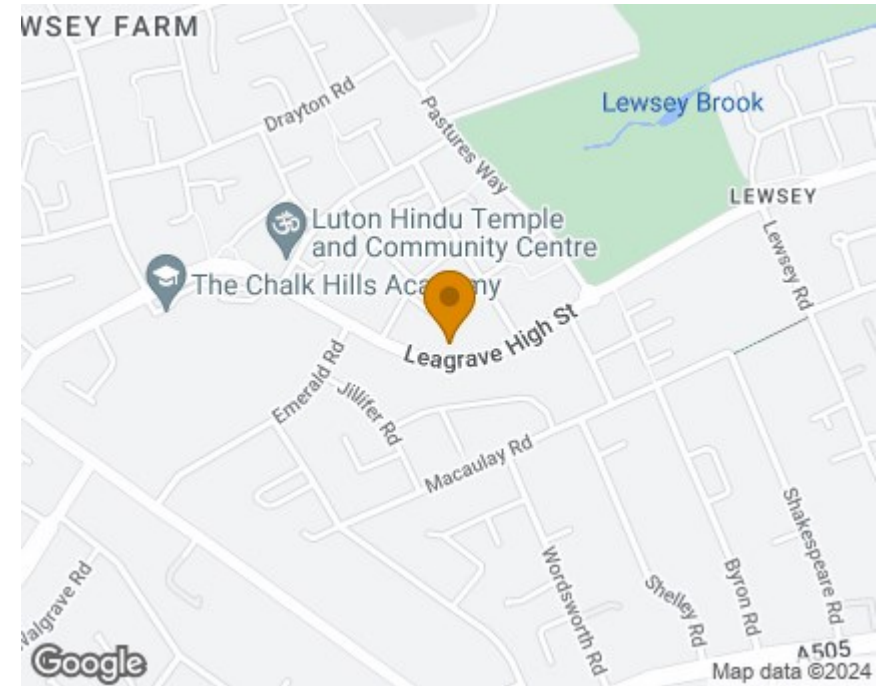 WSEY FARM
Drayton Rd
Pastures Way
Lewsey Brook
LEWSEY
Lewsey Rd
Luton Hindu Temple
and Community Centre
The Chalk Hills Academy
Leagrave High St
Emerald Rd
Jillifer Rd
Macaulay Rd
Wordsworth Rd
Shelley Rd
Byron Rd
Shakespeare Rd
Walgrave Rd
A505
Google
Map data ©2024